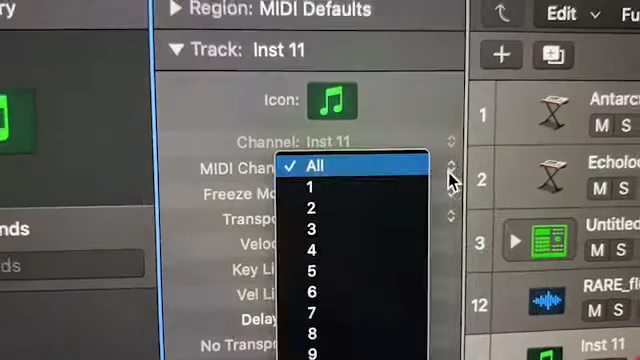 Region: MIDI Defaults
Track: Inst 11
Icon:
Channel: Inst 11
MIDI Chan
All
1
2
3
4
5
6
7
8
9
Freeze Mo
Transpo
Veloc
Key Li
Vel Li
Delay
No Transpo
ry
nds
ds
Edit
Fu
1
Antarc
M S
2
Echolo
M S
3
Untitled
M S
12
RARE_fl
M S
Inst 11